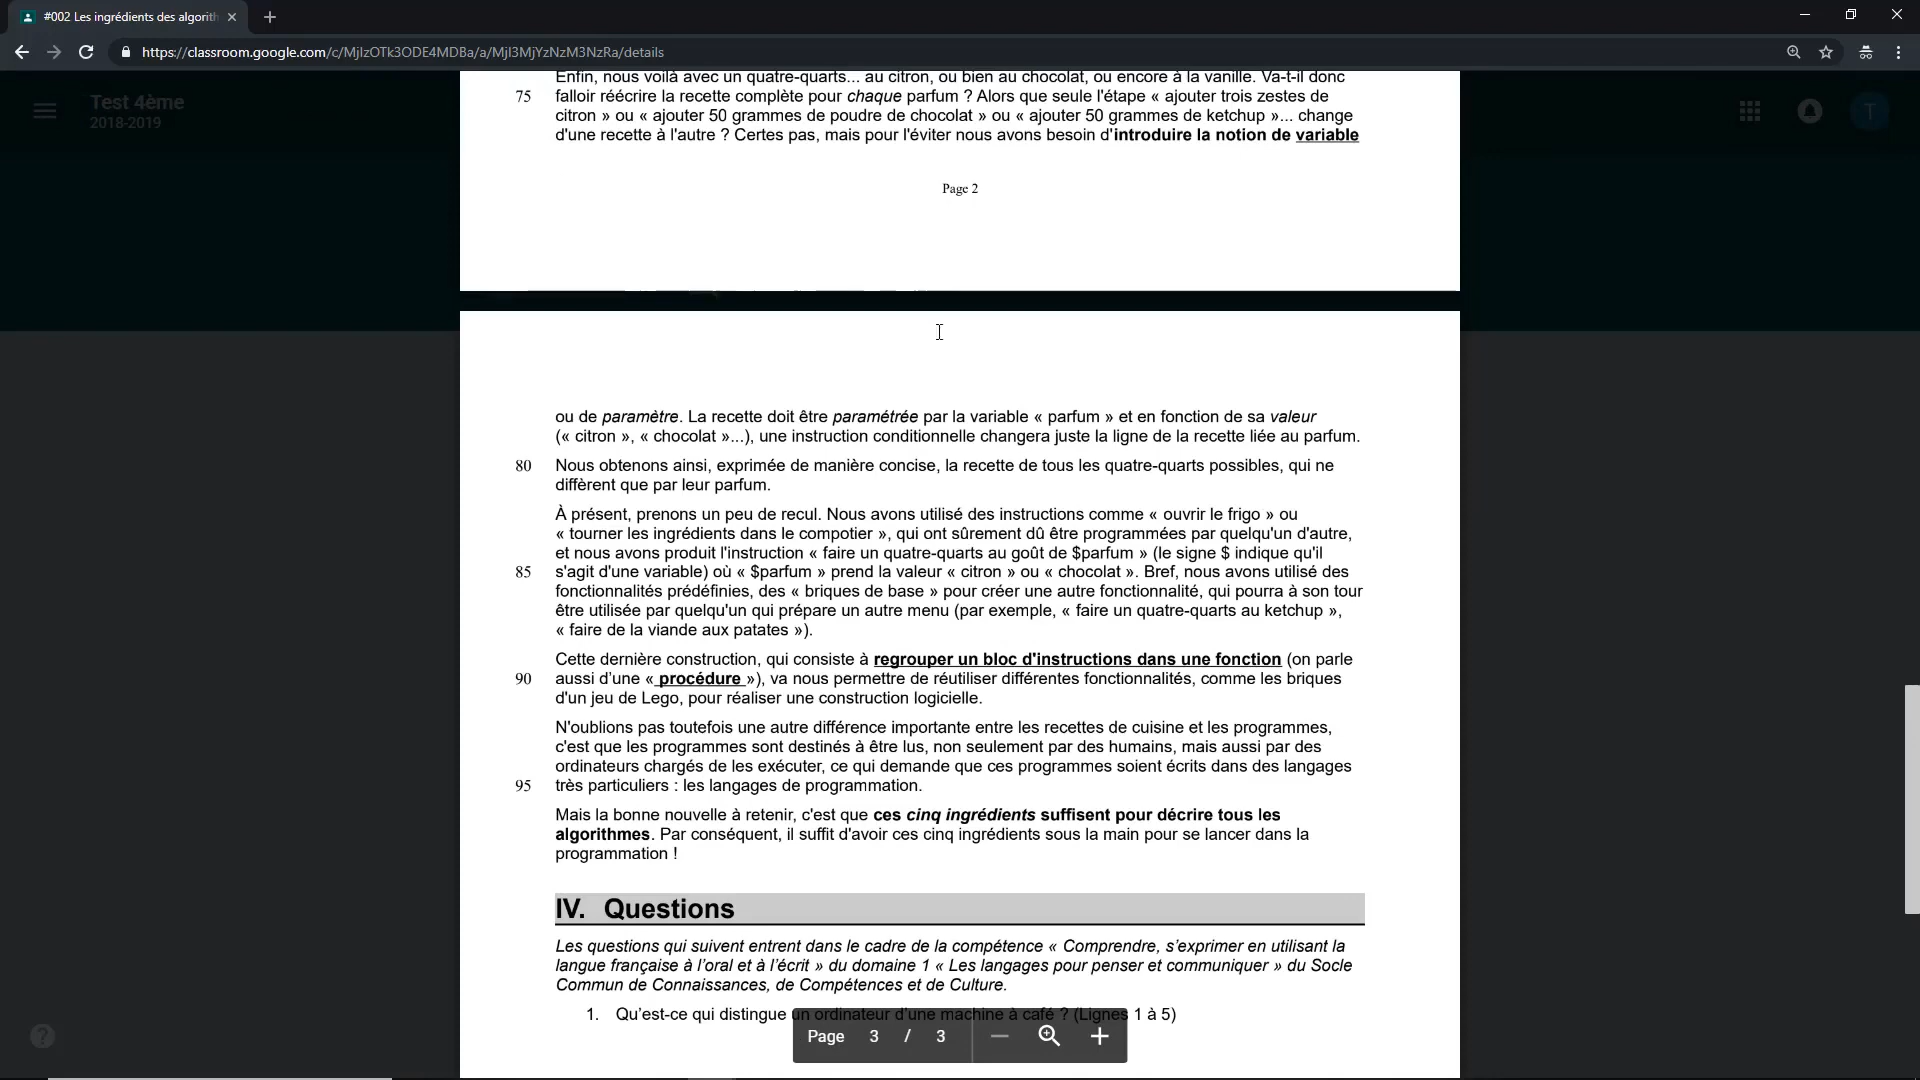 #002 Les ingrédients des algorith
https://classroom.google.com/c/MjIzOTk3ODE4MDBa/a/MjI3MjYzNzM3NzRa/details
Test 4ème
2018-2019
T
Enfin, nous voilà avec un quatre-quarts... au citron, ou bien au chocolat, ou encore à la vanille. Va-t-il donc
75 falloir réécrire la recette complète pour chaque parfum ? Alors que seule l'étape « ajouter trois zestes de
citron » ou « ajouter 50 grammes de poudre de chocolat » ou « ajouter 50 grammes de ketchup »... change
d'une recette à l'autre ? Certes pas, mais pour l'éviter nous avons besoin d'introduire la notion de variable
Page 2
ou de paramètre. La recette doit être paramétrée par la variable « parfum » et en fonction de sa valeur
(« citron », « chocolat »...), une instruction conditionnelle changera juste la ligne de la recette liée au parfum.
80 Nous obtenons ainsi, exprimée de manière concise, la recette de tous les quatre-quarts possibles, qui ne
diffèrent que par leur parfum.
À présent, prenons un peu de recul. Nous avons utilisé des instructions comme « ouvrir le frigo » ou
« tourner les ingrédients dans le compotier », qui ont sûrement dû être programmées par quelqu'un d'autre,
et nous avons produit l'instruction « faire un quatre-quarts au goût de $parfum » (le signe $ indique qu'il
85 s'agit d'une variable) où « $parfum » prend la valeur « citron » ou « chocolat ». Bref, nous avons utilisé des
fonctionnalités prédéfinies, des « briques de base » pour créer une autre fonctionnalité, qui pourra à son tour
être utilisée par quelqu'un qui prépare un autre menu (par exemple, « faire un quatre-quarts au ketchup »,
« faire de la viande aux patates »).
Cette dernière construction, qui consiste à regrouper un bloc d'instructions dans une fonction (on parle
90 aussi d'une « procédure »), va nous permettre de réutiliser différentes fonctionnalités, comme les briques
d'un jeu de Lego, pour réaliser une construction logicielle.
N'oublions pas toutefois une autre différence importante entre les recettes de cuisine et les programmes,
c'est que les programmes sont destinés à être lus, non seulement par des humains, mais aussi par des
ordinateurs chargés de les exécuter, ce qui demande que ces programmes soient écrits dans des langages
95 très particuliers : les langages de programmation.
Mais la bonne nouvelle à retenir, c'est que ces cinq ingrédients suffisent pour décrire tous les
algorithmes. Par conséquent, il suffit d'avoir ces cinq ingrédients sous la main pour se lancer dans la
programmation !
IV. Questions
Les questions qui suivent entrent dans le cadre de la compétence « Comprendre, s'exprimer en utilisant la
langue française à l'oral et à l'écrit » du domaine 1 « Les langages pour penser et communiquer » du Socle
Commun de Connaissances, de Compétences et de Culture.
1. Qu'est-ce qui distingue un ordinateur d'une machine à café ? (Lignes 1 à 5)
Page 3 / 3